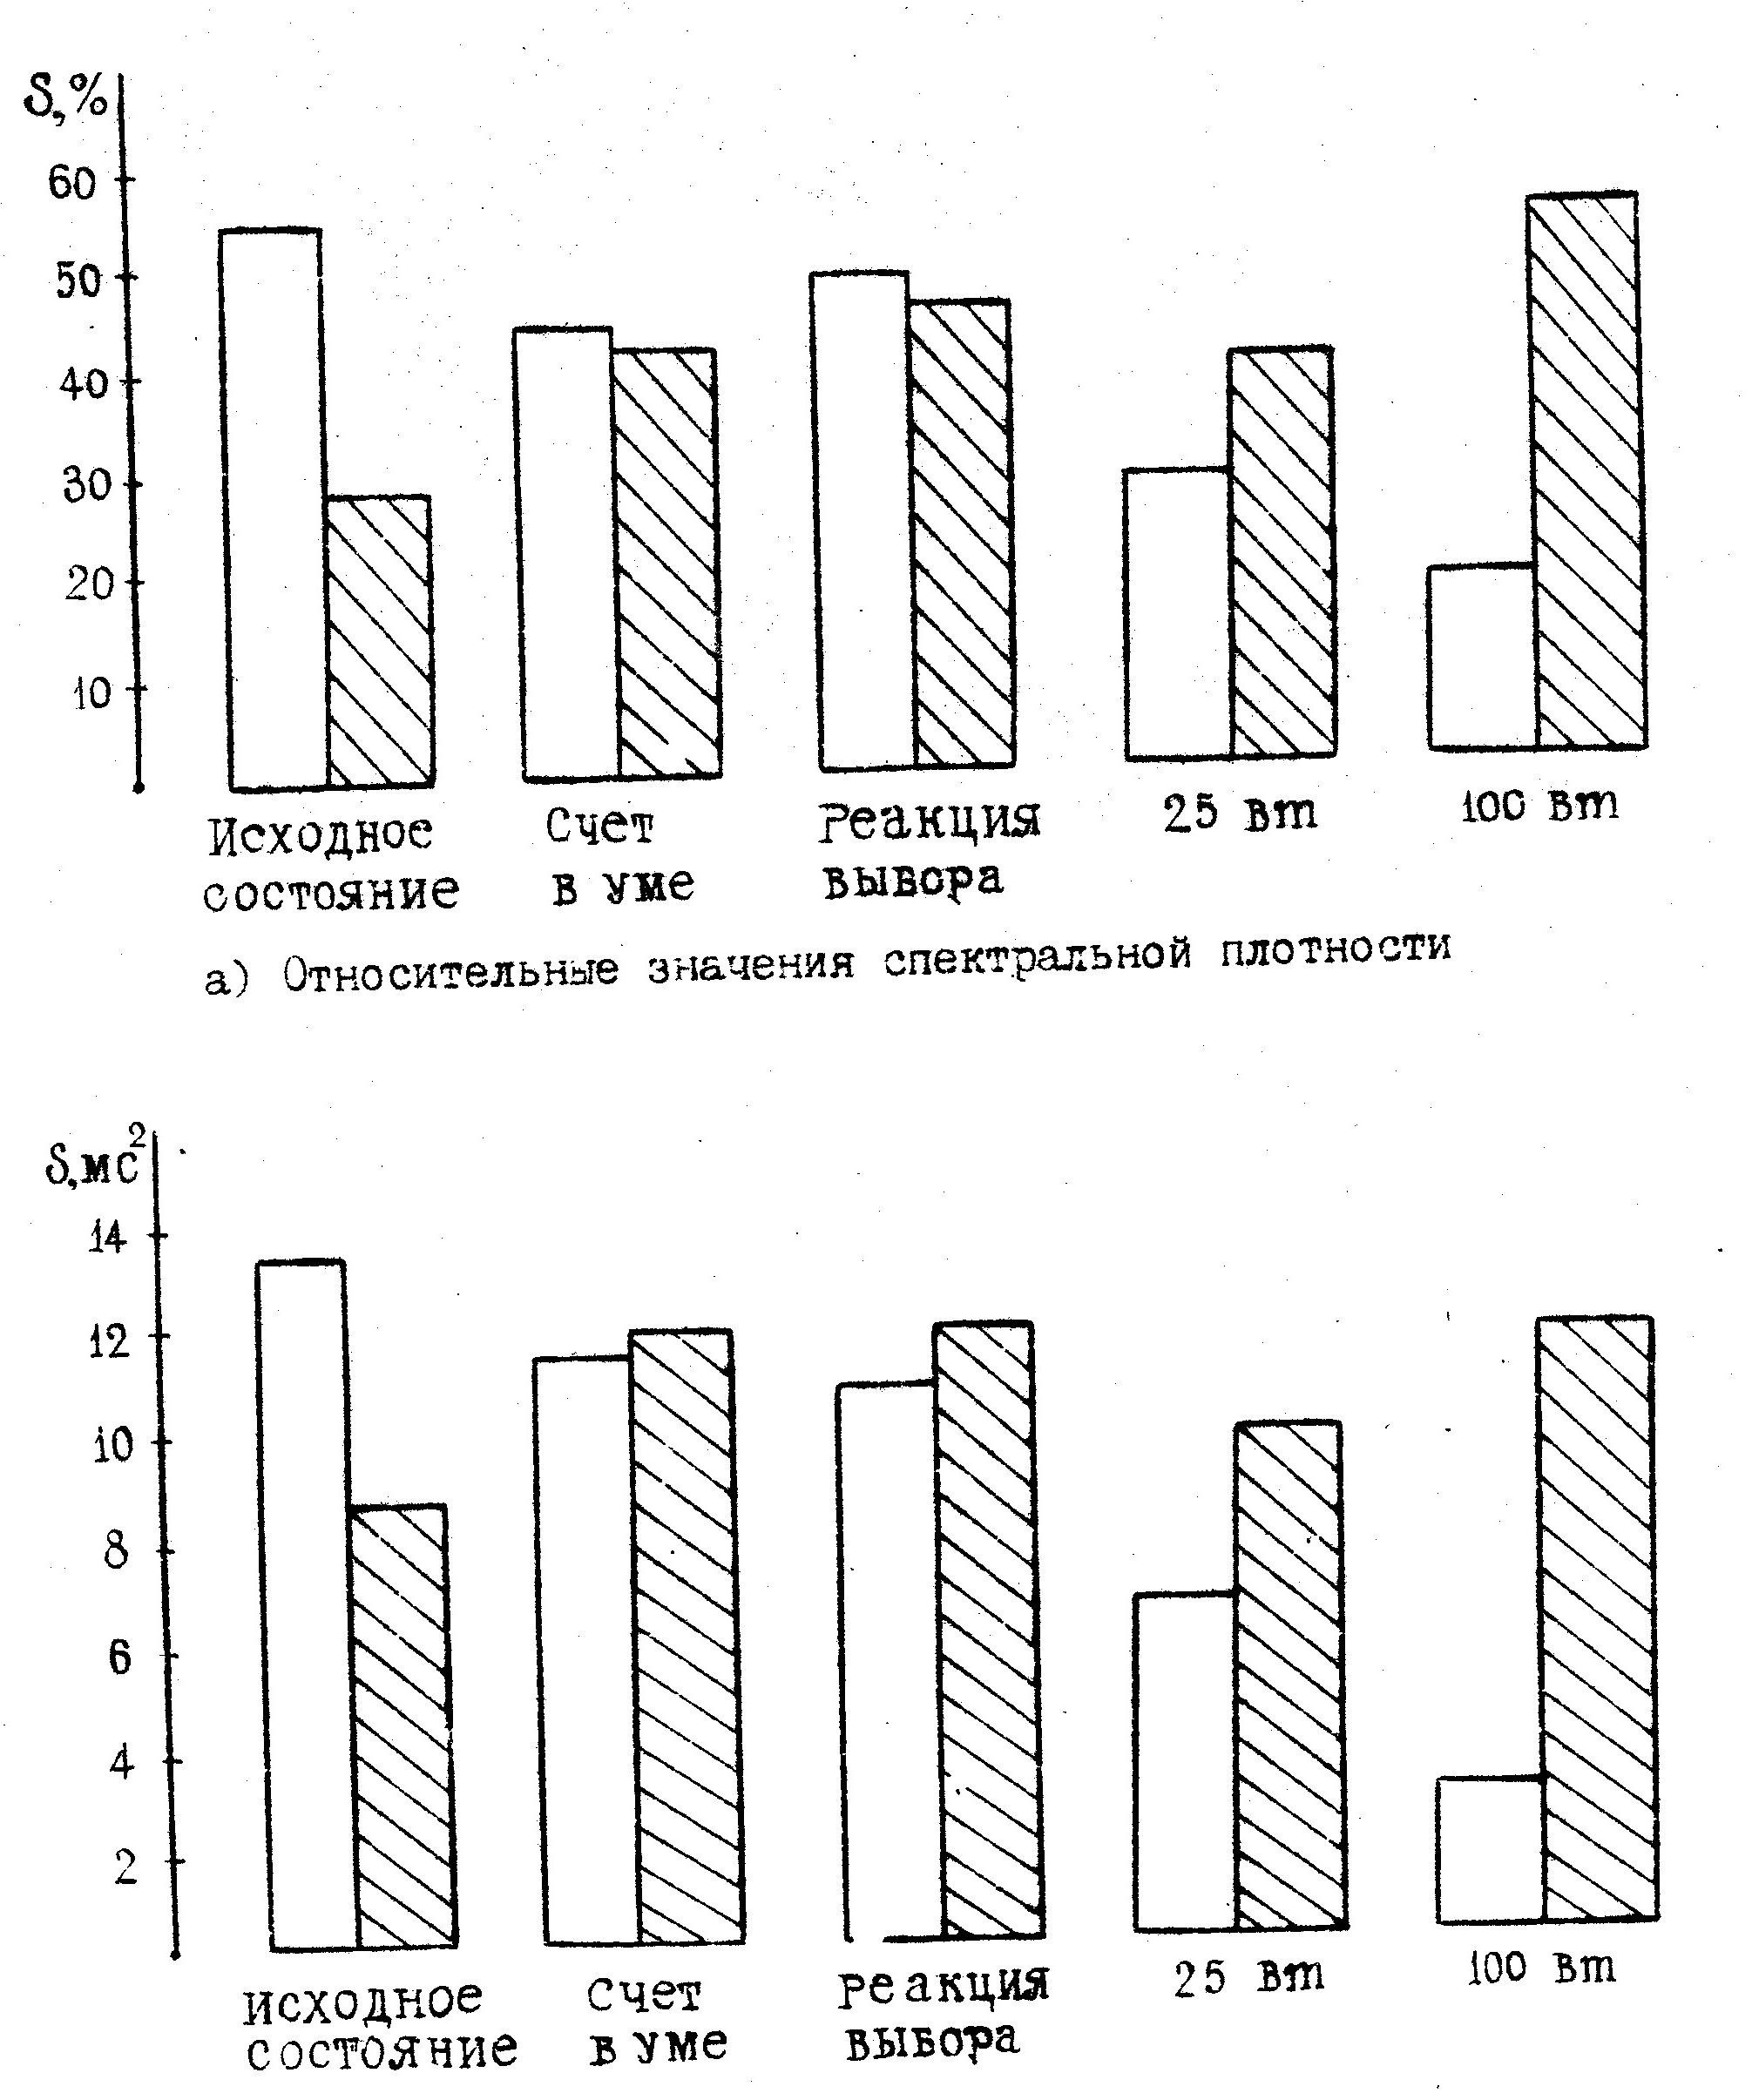 S,%
60
50
40
30
20
10
Исходное состояние
Счет в уме
Реакция вывора
25 Вт
100 Вт
а) Относительные значения спектральной плотности
S,мс²
14
12
10
8
6
4
2
исходное состояние
Счет в уме
реакция выбора
25 Вт
100 Вт